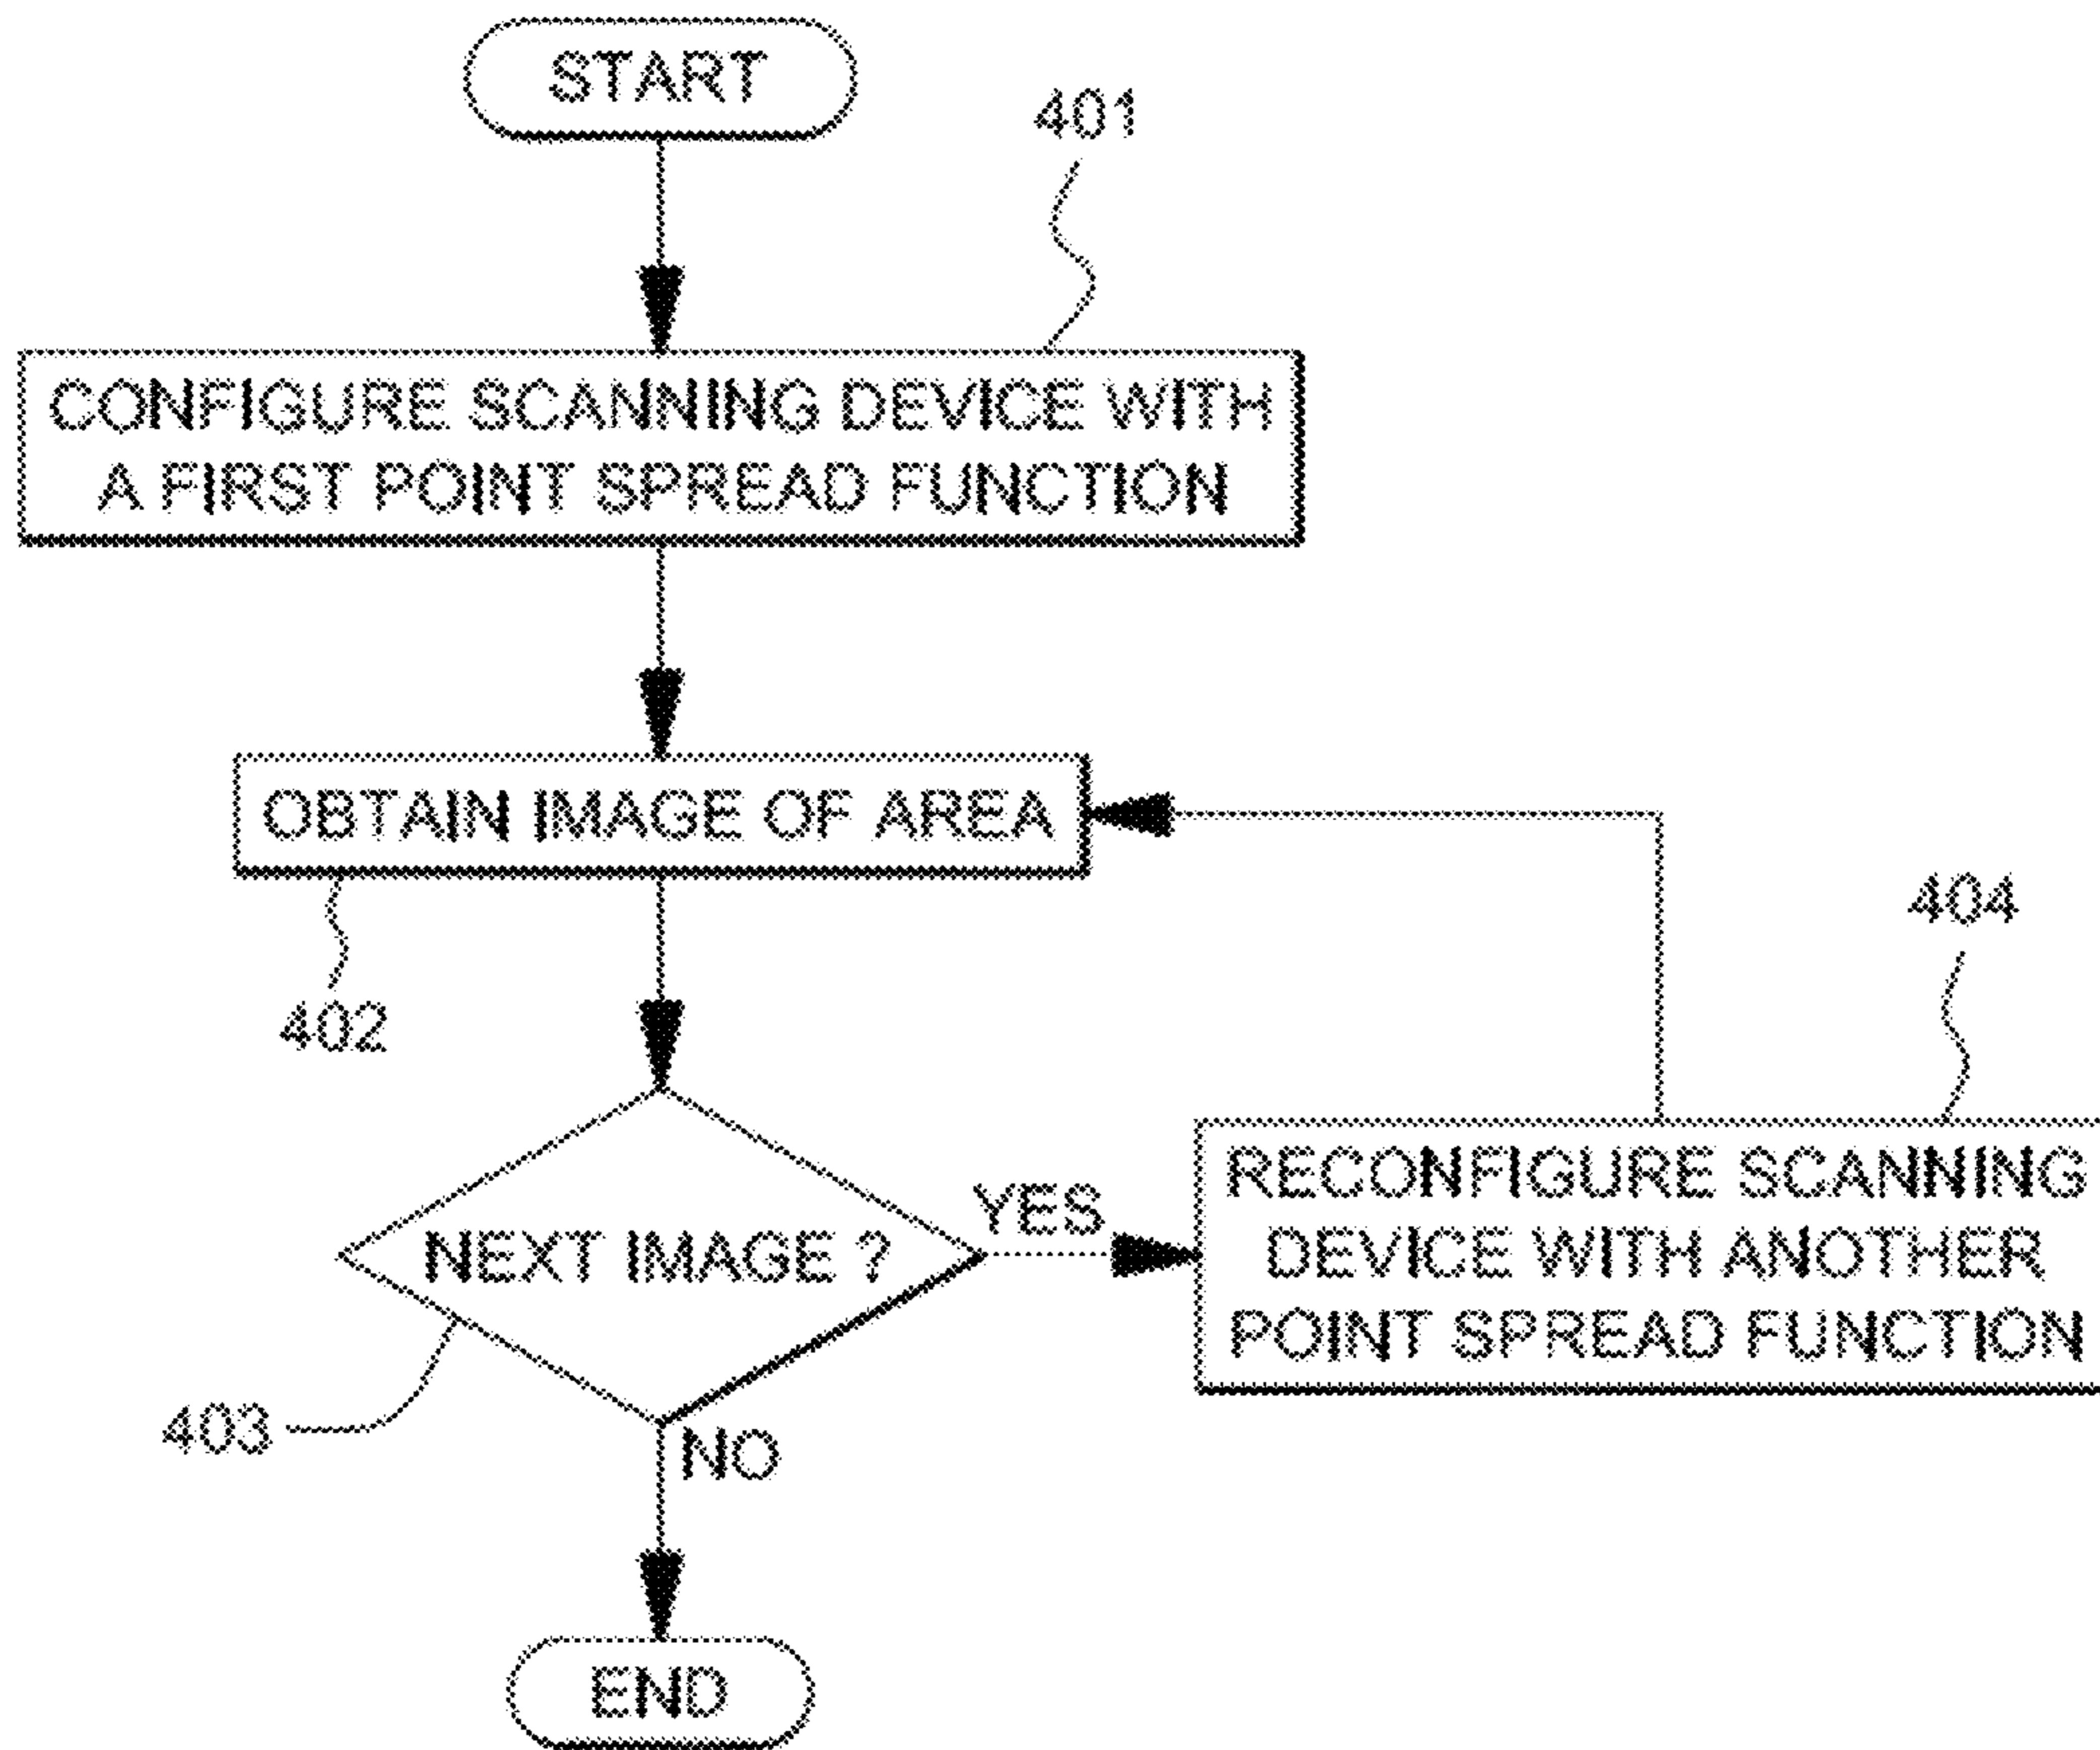 START
401
CONFIGURE SCANNING DEVICE WITH
A FIRST POINT SPREAD FUNCTION
OBTAIN IMAGE OF AREA
402
404
NEXT IMAGE ?
YES
RECONFIGURE SCANNING
DEVICE WITH ANOTHER
POINT SPREAD FUNCTION
403
NO
END